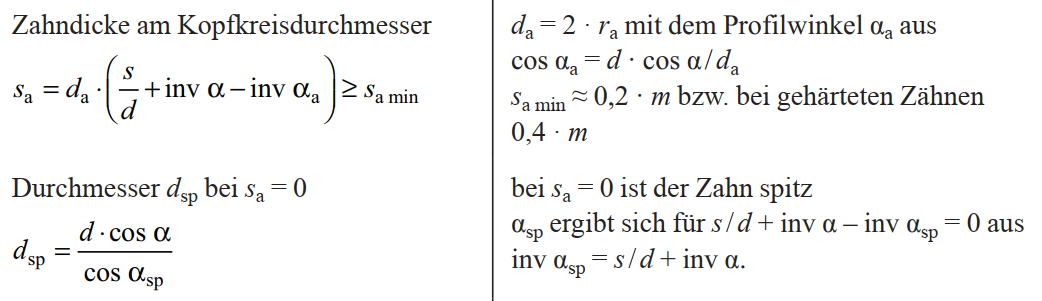 Zahndicke am Kopfkreisdurchmesser
s_a = d_a · (s/d + inv α – inv α_a) ≥ s_a min
Durchmesser d_sp bei s_a = 0
d_sp = d · cos α / cos α_sp
d_a = 2 · r_a mit dem Profilwinkel α_a aus
cos α_a = d · cos α/d_a
s_a min ≈ 0,2 · m bzw. bei gehärteten Zähnen
0,4 · m
bei s_a = 0 ist der Zahn spitz
α_sp ergibt sich für s/d + inv α – inv α_sp = 0 aus
inv α_sp = s/d + inv α.